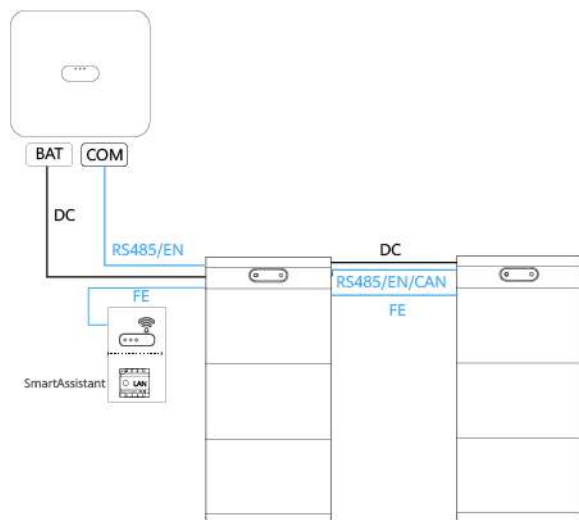 BAT COM
DC
RS485/EN
DC
RS485/EN/CAN
FE
FE
SmartAssistant
LAN